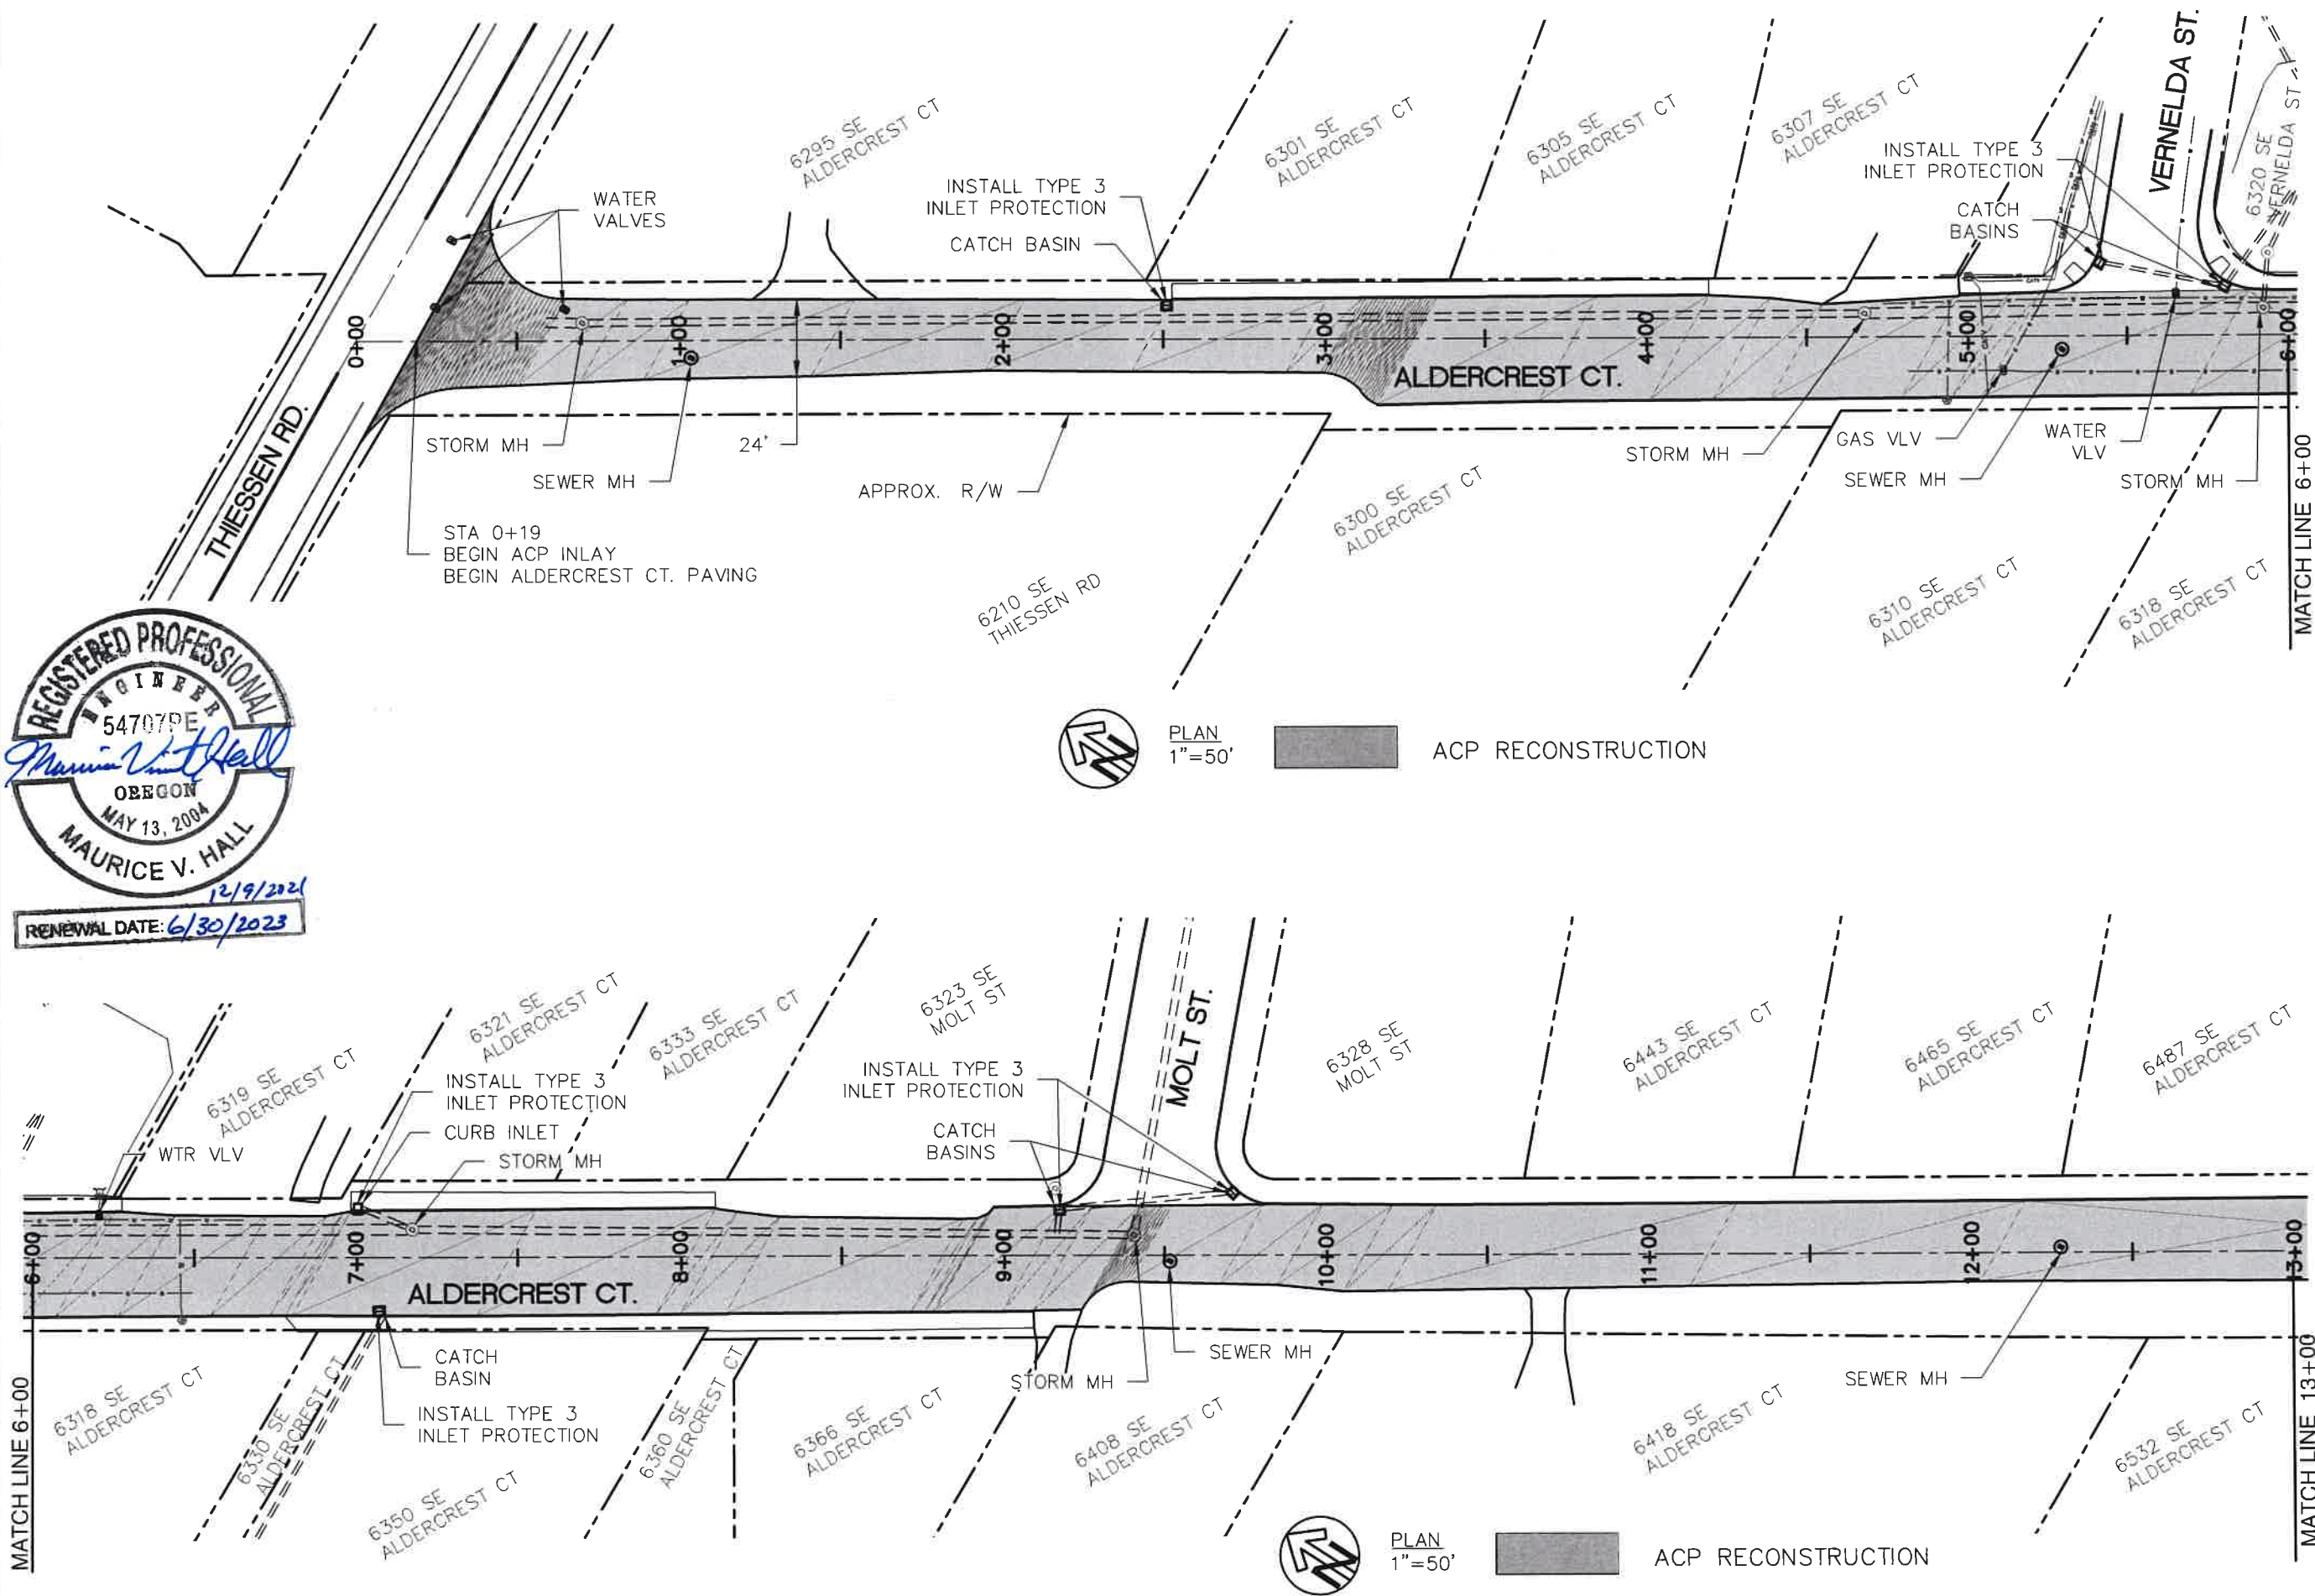 VERNELDA ST.
6295 SE
ALDERCREST CT
6301 SE
ALDERCREST CT
6305 SE
ALDERCREST CT
6307 SE
ALDERCREST CT
6320 SE
VERNELDA ST
INSTALL TYPE 3
INLET PROTECTION
CATCH
BASINS
WATER
VALVES
INSTALL TYPE 3
INLET PROTECTION
CATCH BASIN
0+00
1+00
2+00
3+00
4+00
5+00
6+00
ALDERCREST CT.
THIESSEN RD.
STORM MH
SEWER MH
24'
APPROX. R/W
STORM MH
GAS VLV
SEWER MH
WATER
VLV
STORM MH
MATCH LINE 6+00
STA 0+19
BEGIN ACP INLAY
BEGIN ALDERCREST CT. PAVING
6210 SE
THIESSEN RD
6300 SE
ALDERCREST CT
6310 SE
ALDERCREST CT
6318 SE
ALDERCREST CT
REGISTERED PROFESSIONAL
ENGINEER
54707PE
OREGON
MAY 13, 2004
MAURICE V. HALL
12/9/2021
RENEWAL DATE: 6/30/2023
PLAN
1"=50'
ACP RECONSTRUCTION
6319 SE
ALDERCREST CT
6321 SE
ALDERCREST CT
6333 SE
ALDERCREST CT
6323 SE
MOLT ST
MOLT ST.
6328 SE
MOLT ST
6443 SE
ALDERCREST CT
6465 SE
ALDERCREST CT
6487 SE
ALDERCREST CT
WTR VLV
INSTALL TYPE 3
INLET PROTECTION
CURB INLET
STORM MH
INSTALL TYPE 3
INLET PROTECTION
CATCH
BASINS
6+00
7+00
8+00
9+00
10+00
11+00
12+00
13+00
ALDERCREST CT.
MATCH LINE 6+00
6318 SE
ALDERCREST CT
6330 SE
ALDERCREST CT
CATCH
BASIN
INSTALL TYPE 3
INLET PROTECTION
6350 SE
ALDERCREST CT
6360 SE
ALDERCREST CT
6366 SE
ALDERCREST CT
STORM MH
SEWER MH
6408 SE
ALDERCREST CT
6418 SE
ALDERCREST CT
SEWER MH
6532 SE
ALDERCREST CT
MATCH LINE 13+00
PLAN
1"=50'
ACP RECONSTRUCTION